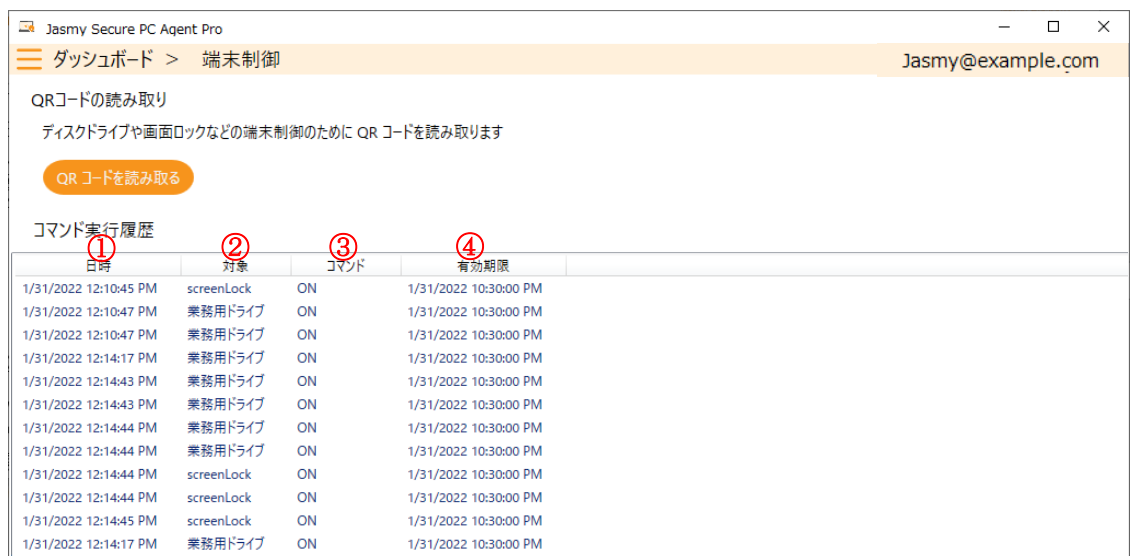 Jasmy Secure PC Agent Pro
ダッシュボード > 端末制御 Jasmy@example.com
QRコードの読み取り
ディスクドライブや画面ロックなどの端末制御のために QR コードを読み取ります
QR コードを読み取る
コマンド実行履歴
① ② ③ ④
日時 対象 コマンド 有効期限
1/31/2022 12:10:45 PM screenLock ON 1/31/2022 10:30:00 PM
1/31/2022 12:10:47 PM 業務用ドライブ ON 1/31/2022 10:30:00 PM
1/31/2022 12:10:47 PM 業務用ドライブ ON 1/31/2022 10:30:00 PM
1/31/2022 12:14:17 PM 業務用ドライブ ON 1/31/2022 10:30:00 PM
1/31/2022 12:14:43 PM 業務用ドライブ ON 1/31/2022 10:30:00 PM
1/31/2022 12:14:43 PM 業務用ドライブ ON 1/31/2022 10:30:00 PM
1/31/2022 12:14:44 PM 業務用ドライブ ON 1/31/2022 10:30:00 PM
1/31/2022 12:14:44 PM 業務用ドライブ ON 1/31/2022 10:30:00 PM
1/31/2022 12:14:44 PM screenLock ON 1/31/2022 10:30:00 PM
1/31/2022 12:14:44 PM screenLock ON 1/31/2022 10:30:00 PM
1/31/2022 12:14:45 PM screenLock ON 1/31/2022 10:30:00 PM
1/31/2022 12:14:17 PM 業務用ドライブ ON 1/31/2022 10:30:00 PM